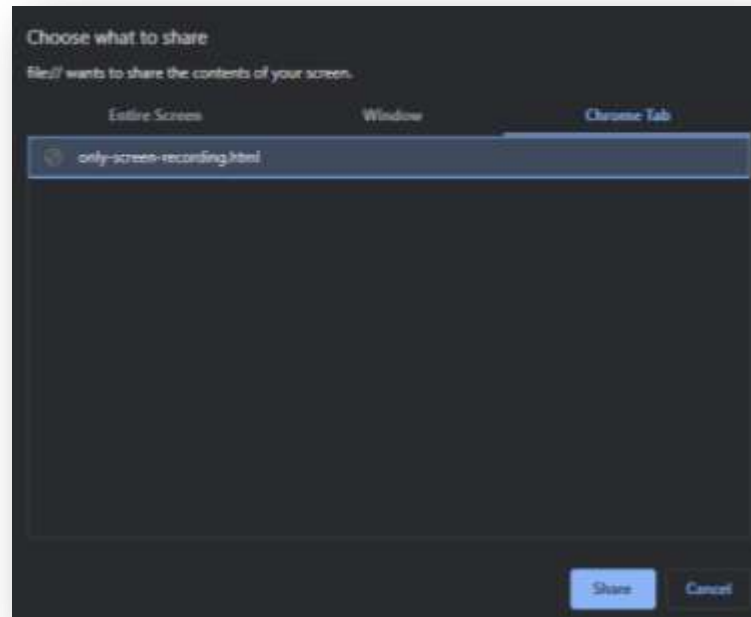 Choose what to share
file:// wants to share the contents of your screen.
Entire Screen Window Chrome Tab
only-screen-recording.html
Share Cancel